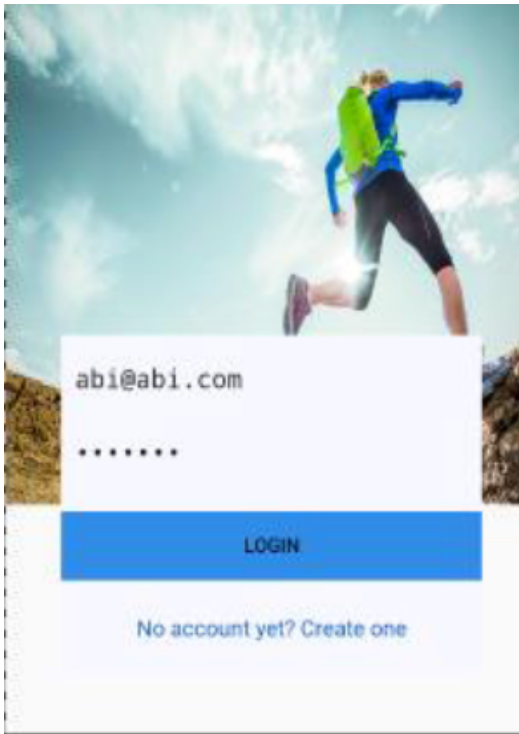 abi@abi.com
•••••••
LOGIN
No account yet? Create one